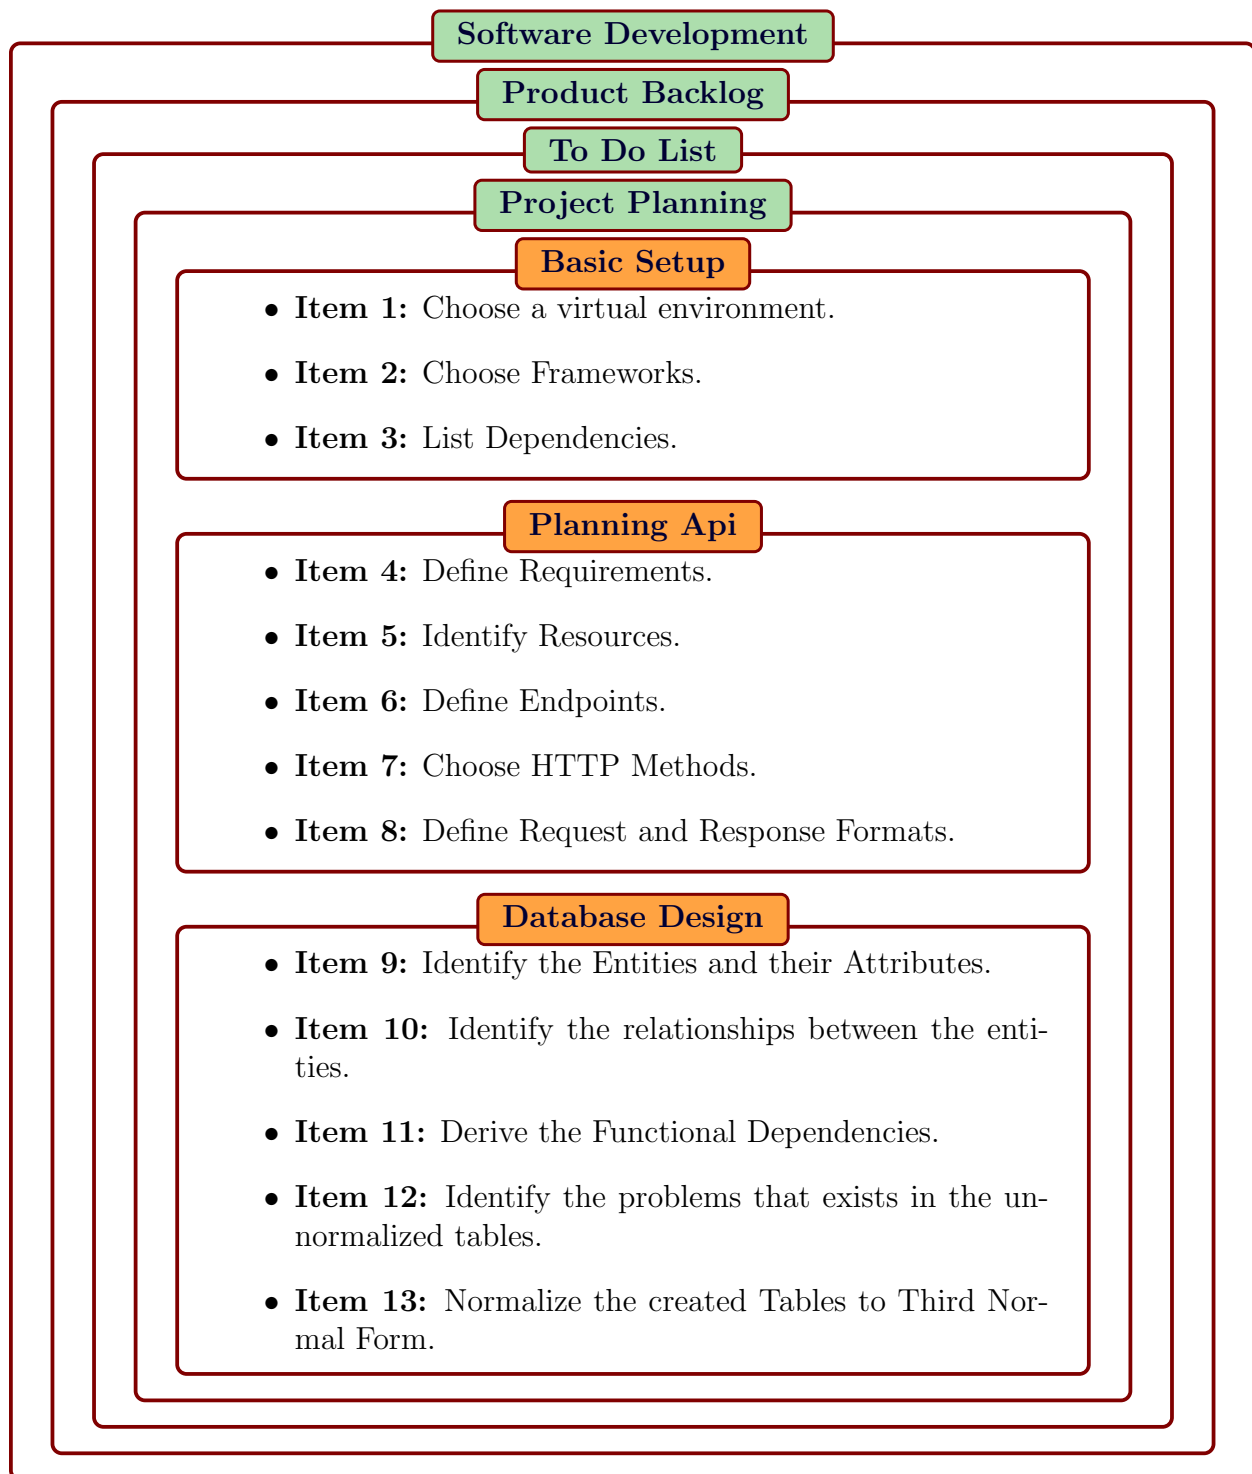 Software Development
Product Backlog
To Do List
Project Planning
Basic Setup
• Item 1: Choose a virtual environment.
• Item 2: Choose Frameworks.
• Item 3: List Dependencies.
Planning Api
• Item 4: Define Requirements.
• Item 5: Identify Resources.
• Item 6: Define Endpoints.
• Item 7: Choose HTTP Methods.
• Item 8: Define Request and Response Formats.
Database Design
• Item 9: Identify the Entities and their Attributes.
• Item 10: Identify the relationships between the enti-
ties.
• Item 11: Derive the Functional Dependencies.
• Item 12: Identify the problems that exists in the un-
normalized tables.
• Item 13: Normalize the created Tables to Third Nor-
mal Form.